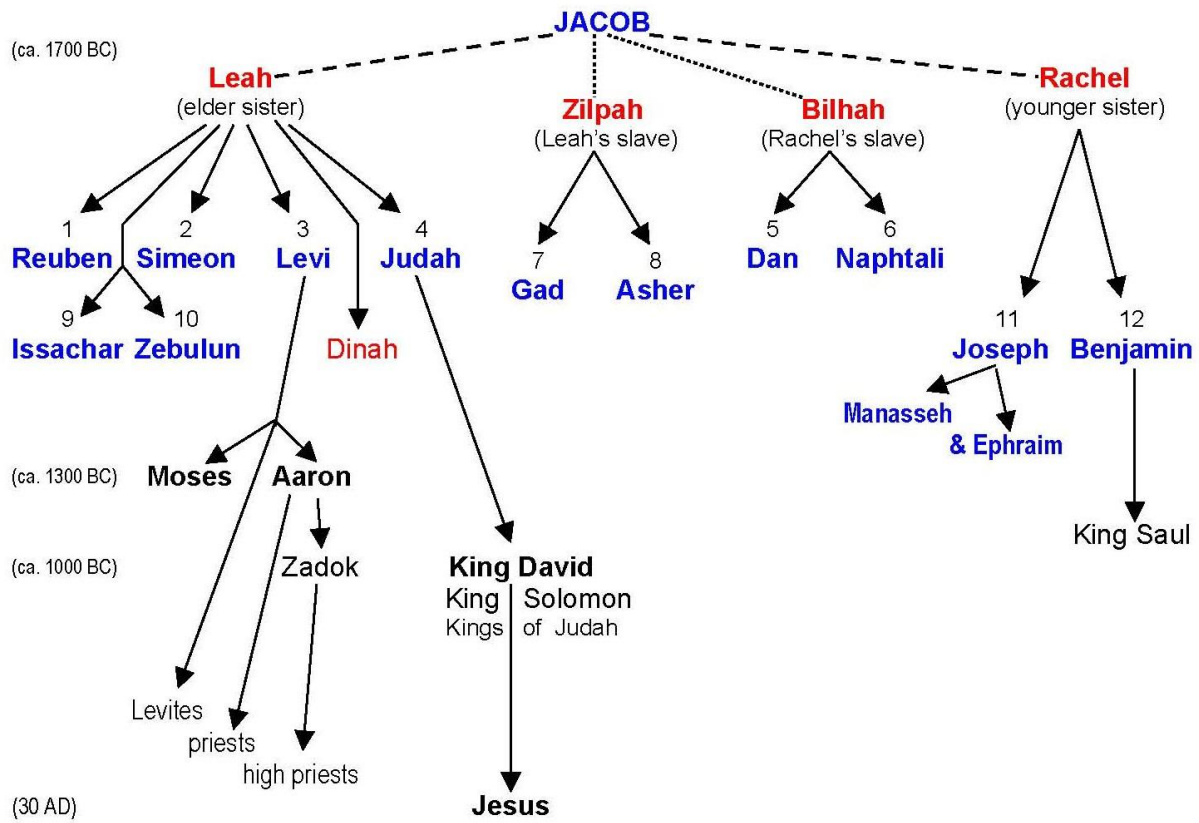 JACOB
(ca. 1700 BC)
Leah
(elder sister)
Zilpah
(Leah's slave)
Bilhah
(Rachel's slave)
Rachel
(younger sister)
1
Reuben
2
Simeon
3
Levi
4
Judah
7
Gad
8
Asher
5
Dan
6
Naphtali
9
Issachar
10
Zebulun
Dinah
11
Joseph
12
Benjamin
Manasseh
& Ephraim
(ca. 1300 BC)
Moses
Aaron
King Saul
(ca. 1000 BC)
Zadok
King David
King Solomon
Kings of Judah
Levites
priests
high priests
(30 AD)
Jesus